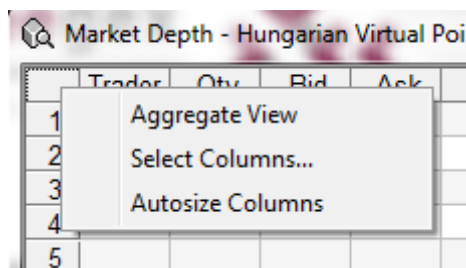 Market Depth - Hungarian Virtual Poi
Trader Qty Bid Ask
1 Aggregate View
2 Select Columns...
3 Autosize Columns
4
5